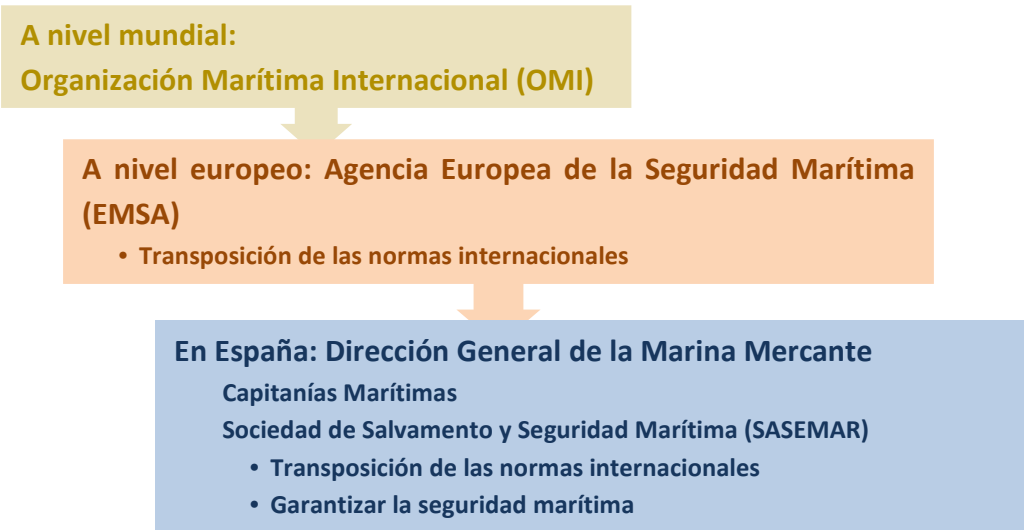 A nivel mundial:
Organización Marítima Internacional (OMI)
A nivel europeo: Agencia Europea de la Seguridad Marítima
(EMSA)
• Transposición de las normas internacionales
En España: Dirección General de la Marina Mercante
Capitanías Marítimas
Sociedad de Salvamento y Seguridad Marítima (SASEMAR)
• Transposición de las normas internacionales
• Garantizar la seguridad marítima